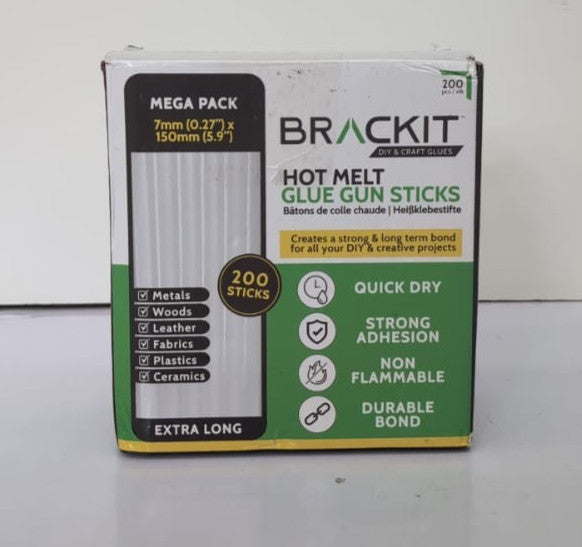 MEGA PACK
7mm (0.27") x
150mm (5.9")
200
STICKS
Metals
Woods
Leather
Fabrics
Plastics
Ceramics
EXTRA LONG
200
pcs / stk
BRACKIT™
DIY & CRAFT GLUES
HOT MELT
GLUE GUN STICKS
Bâtons de colle chaude | Heißklebestifte
Creates a strong & long term bond
for all your DIY & creative projects
QUICK DRY
STRONG
ADHESION
NON
FLAMMABLE
DURABLE
BOND